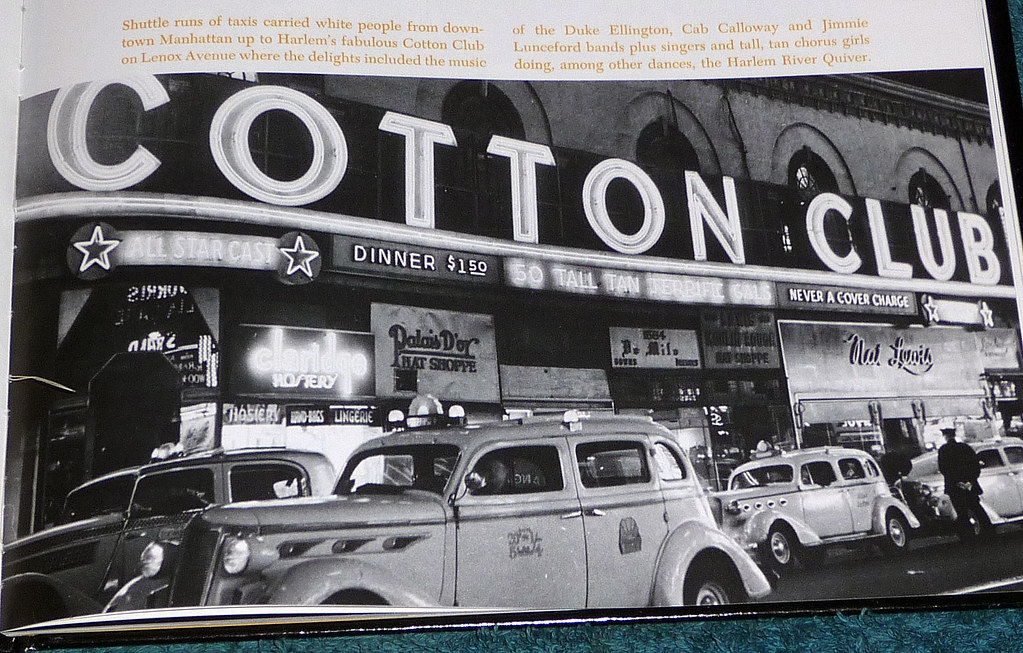 Shuttle runs of taxis carried white people from down-
town Manhattan up to Harlem's fabulous Cotton Club
on Lenox Avenue where the delights included the music
of the Duke Ellington, Cab Calloway and Jimmie
Lunceford bands plus singers and tall, tan chorus girls
doing, among other dances, the Harlem River Quiver.
COTTON CLUB
ALL STAR CAST
DINNER $1.50
50 TALL TAN TERRIFIC GALS
NEVER A COVER CHARGE
Palais D'or
HAT SHOPPE
claridge
HOSIERY
Nat Lewis
HAT SHOPPE
HOSIERY
HAND-BAGS
LINGERIE